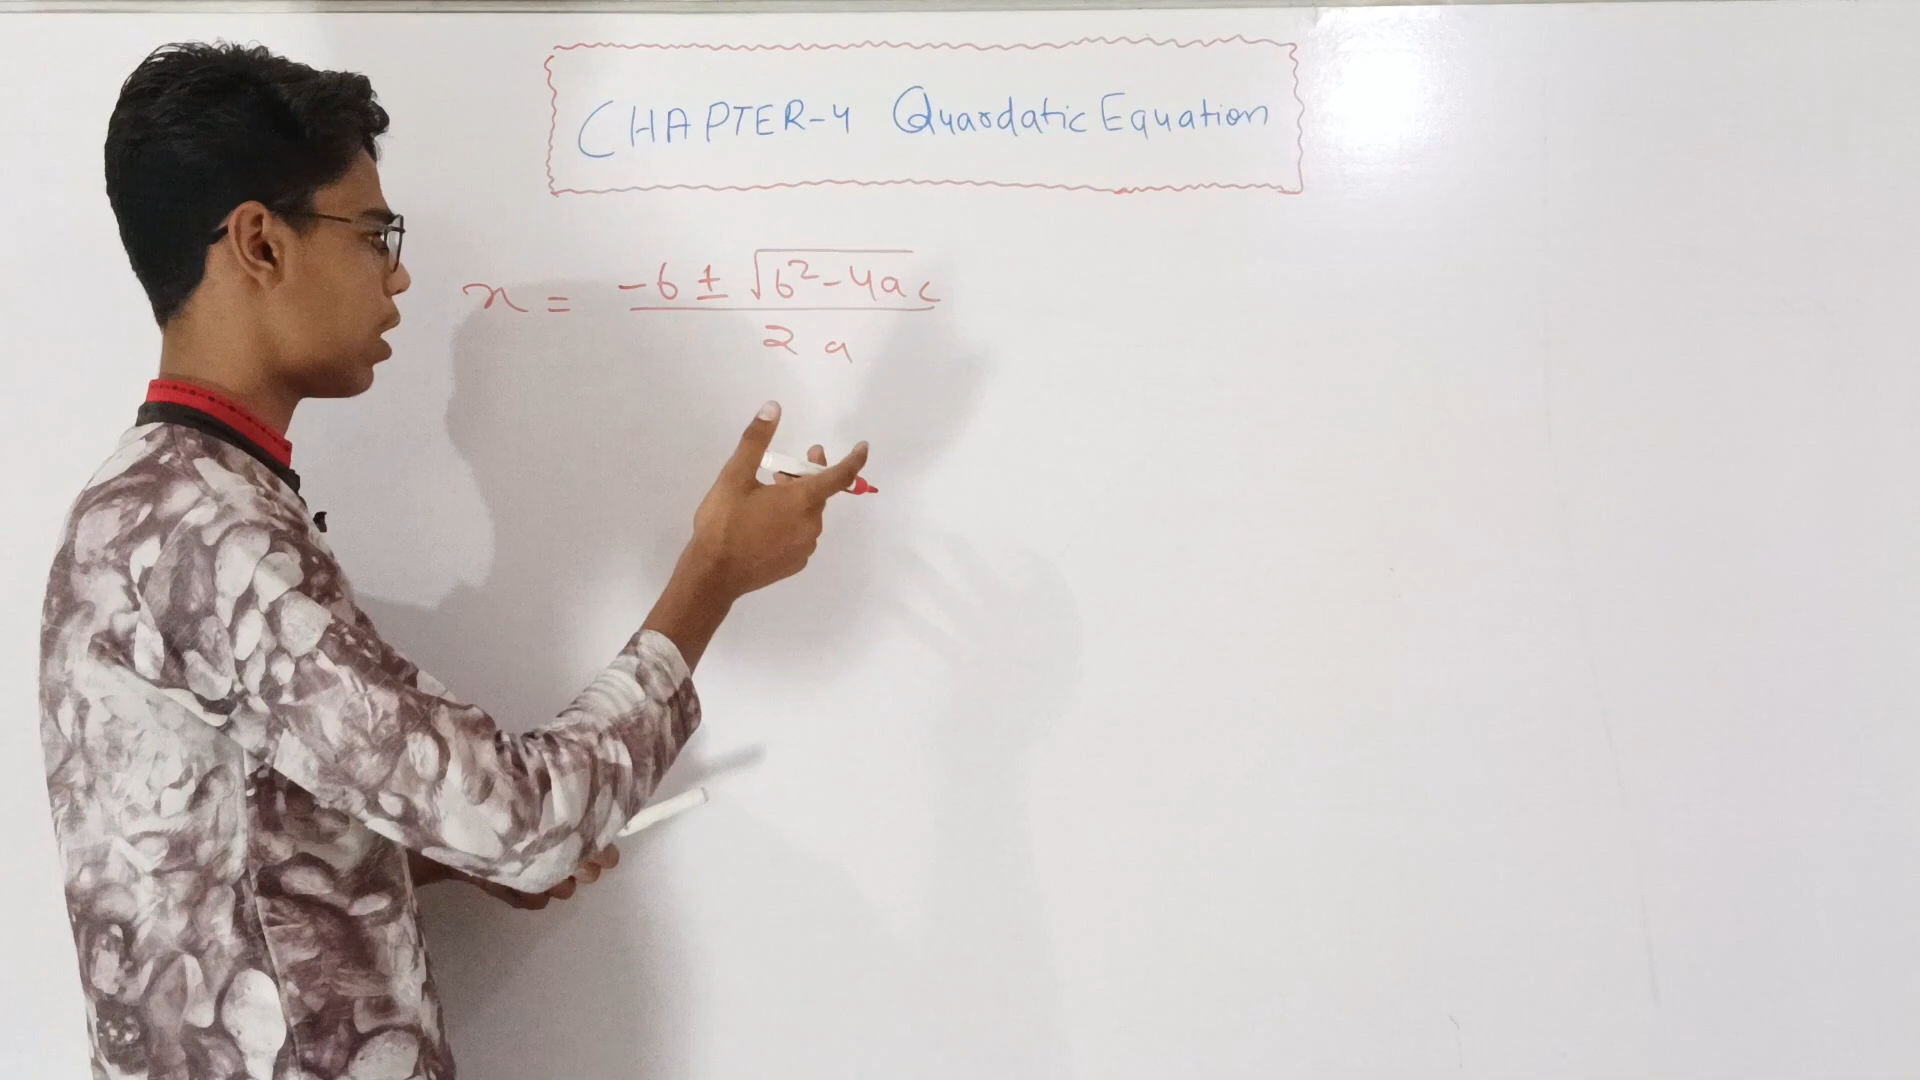 CHAPTER-4 Quardatic Equation
x = -b ± √b²-4ac
2a